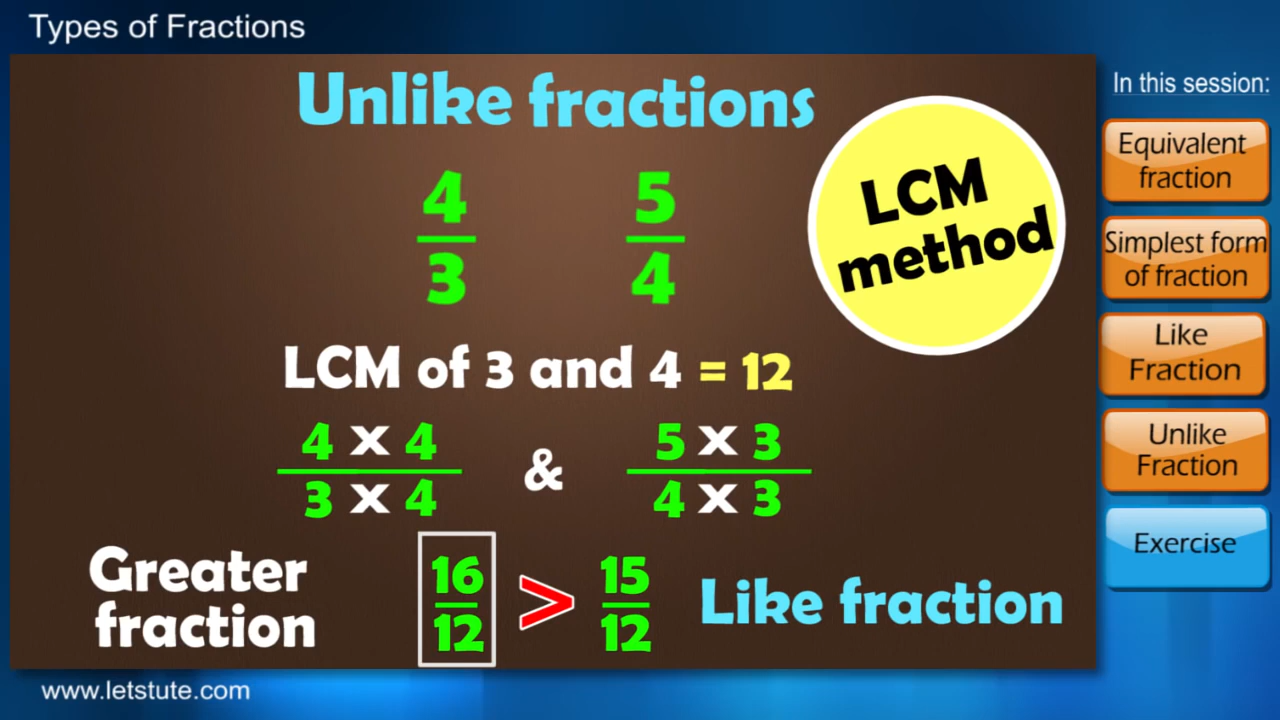 Types of Fractions
Unlike fractions
4 5
3 4
LCM
method
LCM of 3 and 4 = 12
4 x 4 & 5 x 3
3 x 4 4 x 3
Greater
fraction
16 > 15
12 12
Like fraction
In this session:
Equivalent
fraction
Simplest form
of fraction
Like
Fraction
Unlike
Fraction
Exercise
www.letstute.com